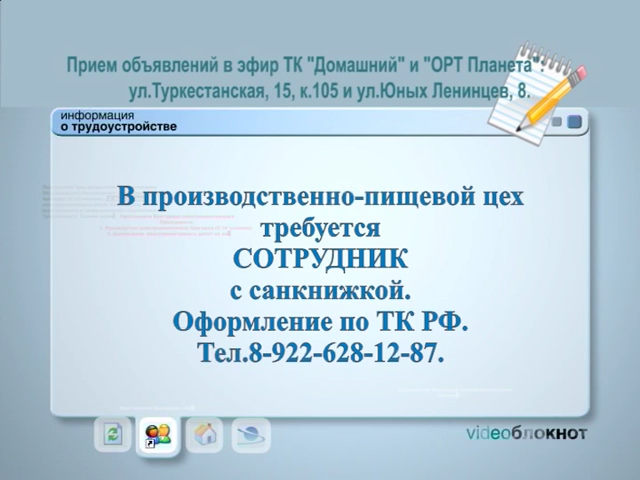 Прием объявлений в эфир ТК "Домашний" и "ОРТ Планета":
ул.Туркестанская, 15, к.105 и ул.Юных Ленинцев, 8.
информация
о трудоустройстве
В производственно-пищевой цех
требуется
СОТРУДНИК
с санкнижкой.
Оформление по ТК РФ.
Тел.8-922-628-12-87.
videoблокнот